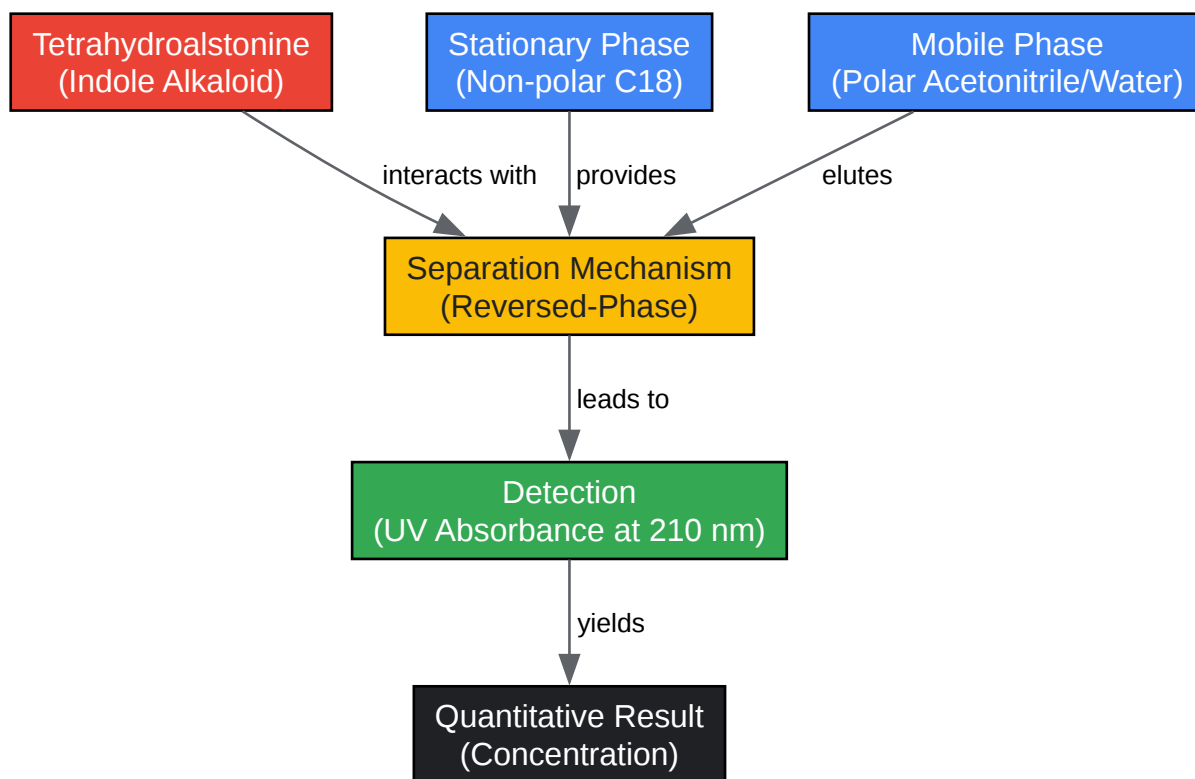 Tetrahydroalstonine
(Indole Alkaloid)
Stationary Phase
(Non-polar C18)
Mobile Phase
(Polar Acetonitrile/Water)
interacts with
provides
elutes
Separation Mechanism
(Reversed-Phase)
leads to
Detection
(UV Absorbance at 210 nm)
yields
Quantitative Result
(Concentration)